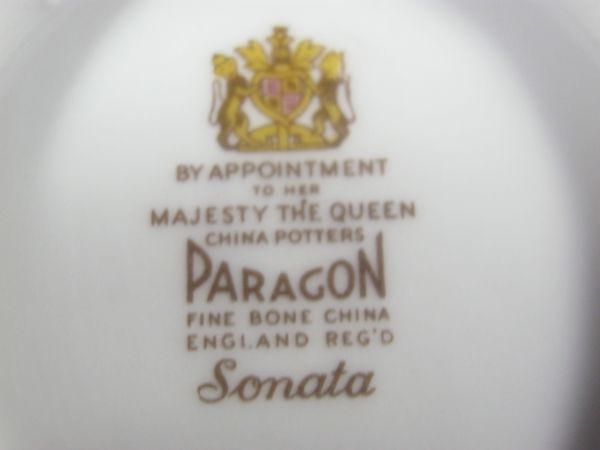 BY APPOINTMENT
TO HER
MAJESTY THE QUEEN
CHINA POTTERS
PARAGON
FINE BONE CHINA
ENGLAND REG'D
Sonata